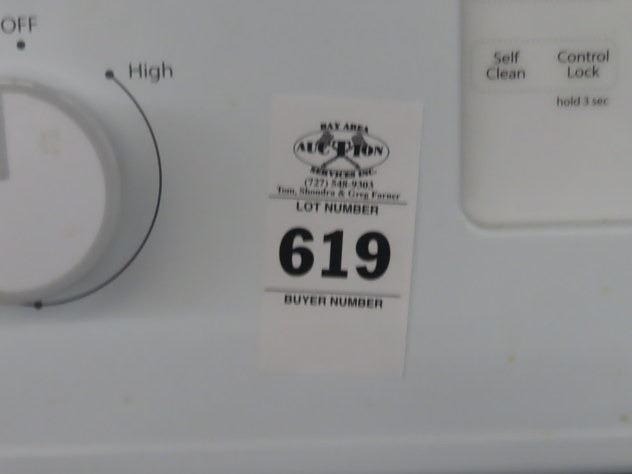 OFF
High
Self Clean
Control Lock
hold 3 sec
BAY AREA
AUCTION
SERVICES INC.
(727) 548-9303
Tom, Shondra & Greg Farner
LOT NUMBER
619
BUYER NUMBER